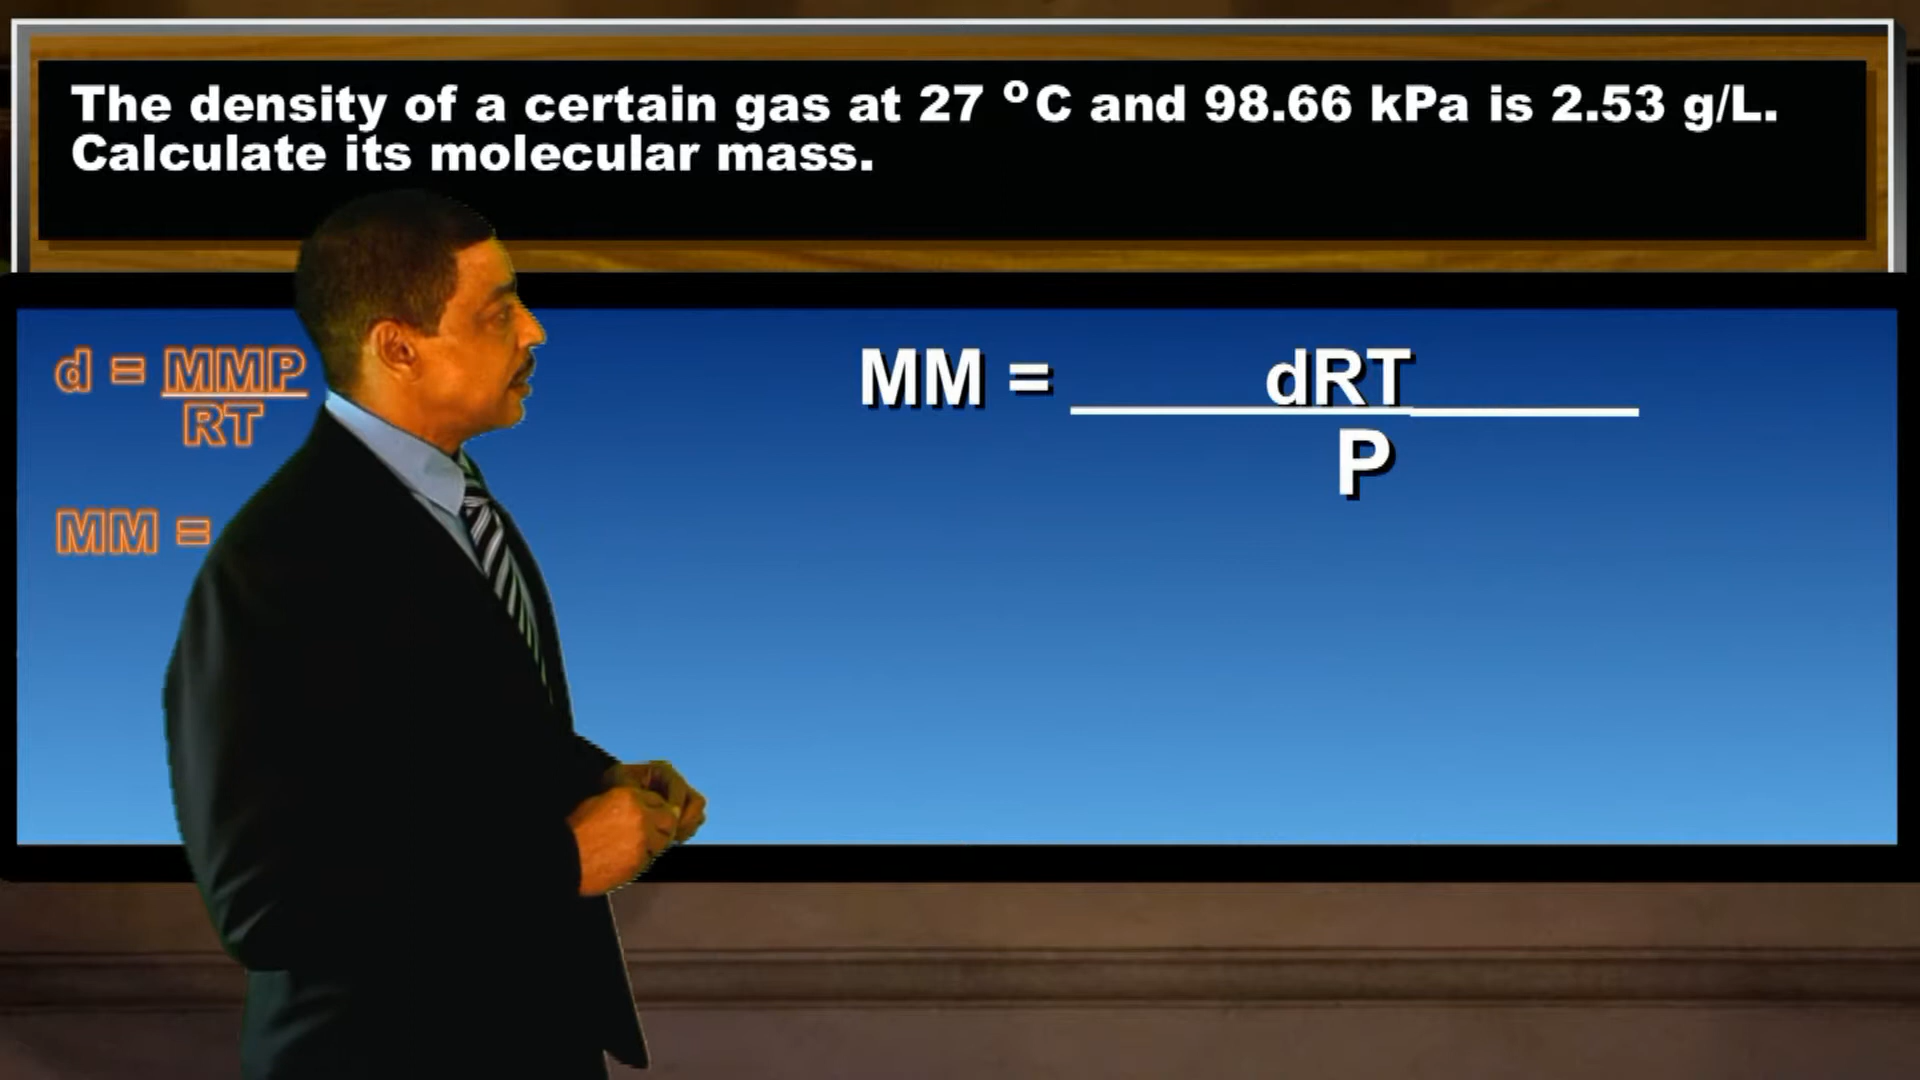 The density of a certain gas at 27 °C and 98.66 kPa is 2.53 g/L.
Calculate its molecular mass.
d = MMP
RT
MM =
MM = dRT
P